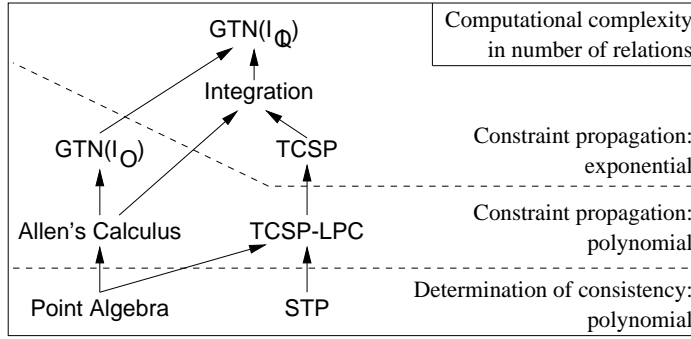 GTN(I_Q)
Computational complexity
in number of relations
Integration
GTN(I_O)
TCSP
Constraint propagation:
exponential
Allen's Calculus
TCSP-LPC
Constraint propagation:
polynomial
Point Algebra
STP
Determination of consistency:
polynomial